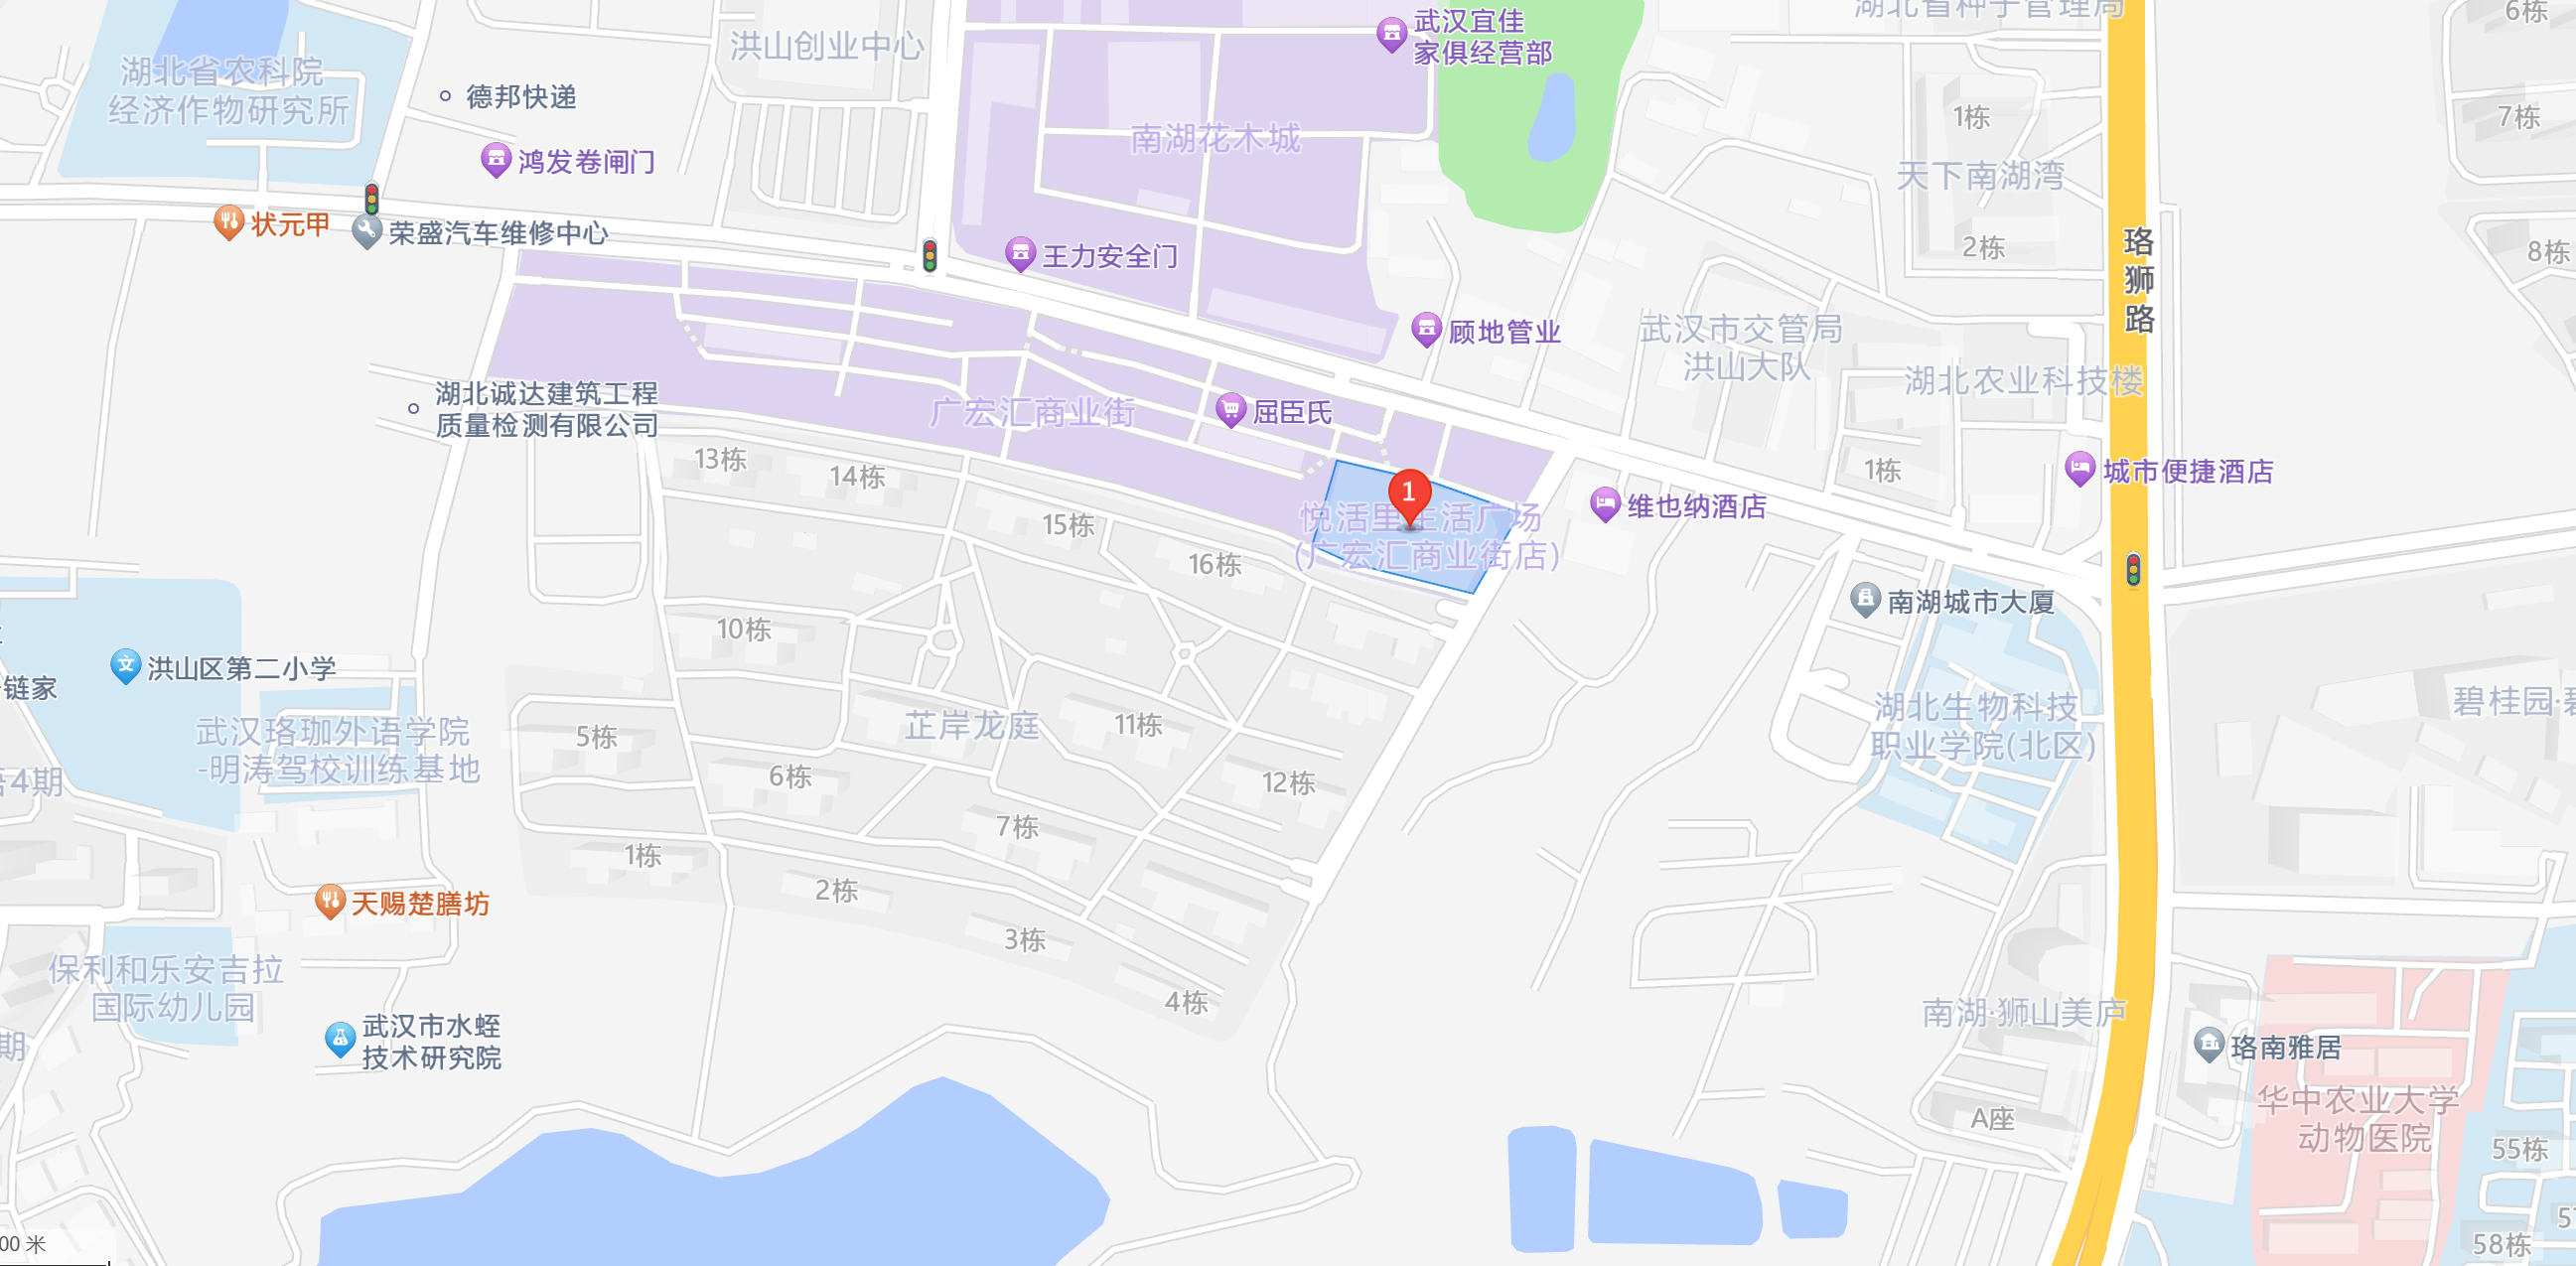 湖北省种子管理局
6栋
武汉宜佳
家俱经营部
洪山创业中心
湖北省农科院
经济作物研究所
德邦快递
1栋
7栋
南湖花木城
鸿发卷闸门
天下南湖湾
状元甲
荣盛汽车维修中心
王力安全门
2栋
珞狮路
8栋
顾地管业
武汉市交管局
洪山大队
湖北农业科技楼
湖北诚达建筑工程
质量检测有限公司
广宏汇商业街
屈臣氏
13栋
14栋
1栋
城市便捷酒店
1
维也纳酒店
悦活里生活广场
(广宏汇商业街店)
15栋
16栋
南湖城市大厦
10栋
洪山区第二小学
链家
湖北生物科技
职业学院(北区)
碧桂园·
武汉珞珈外语学院
-明涛驾校训练基地
5栋
芷岸龙庭
11栋
4期
6栋
12栋
7栋
1栋
2栋
天赐楚膳坊
3栋
保利和乐安吉拉
国际幼儿园
4栋
南湖·狮山美庐
武汉市水蛭
技术研究院
期
珞南雅居
华中农业大学
动物医院
A座
55栋
58栋
00 米